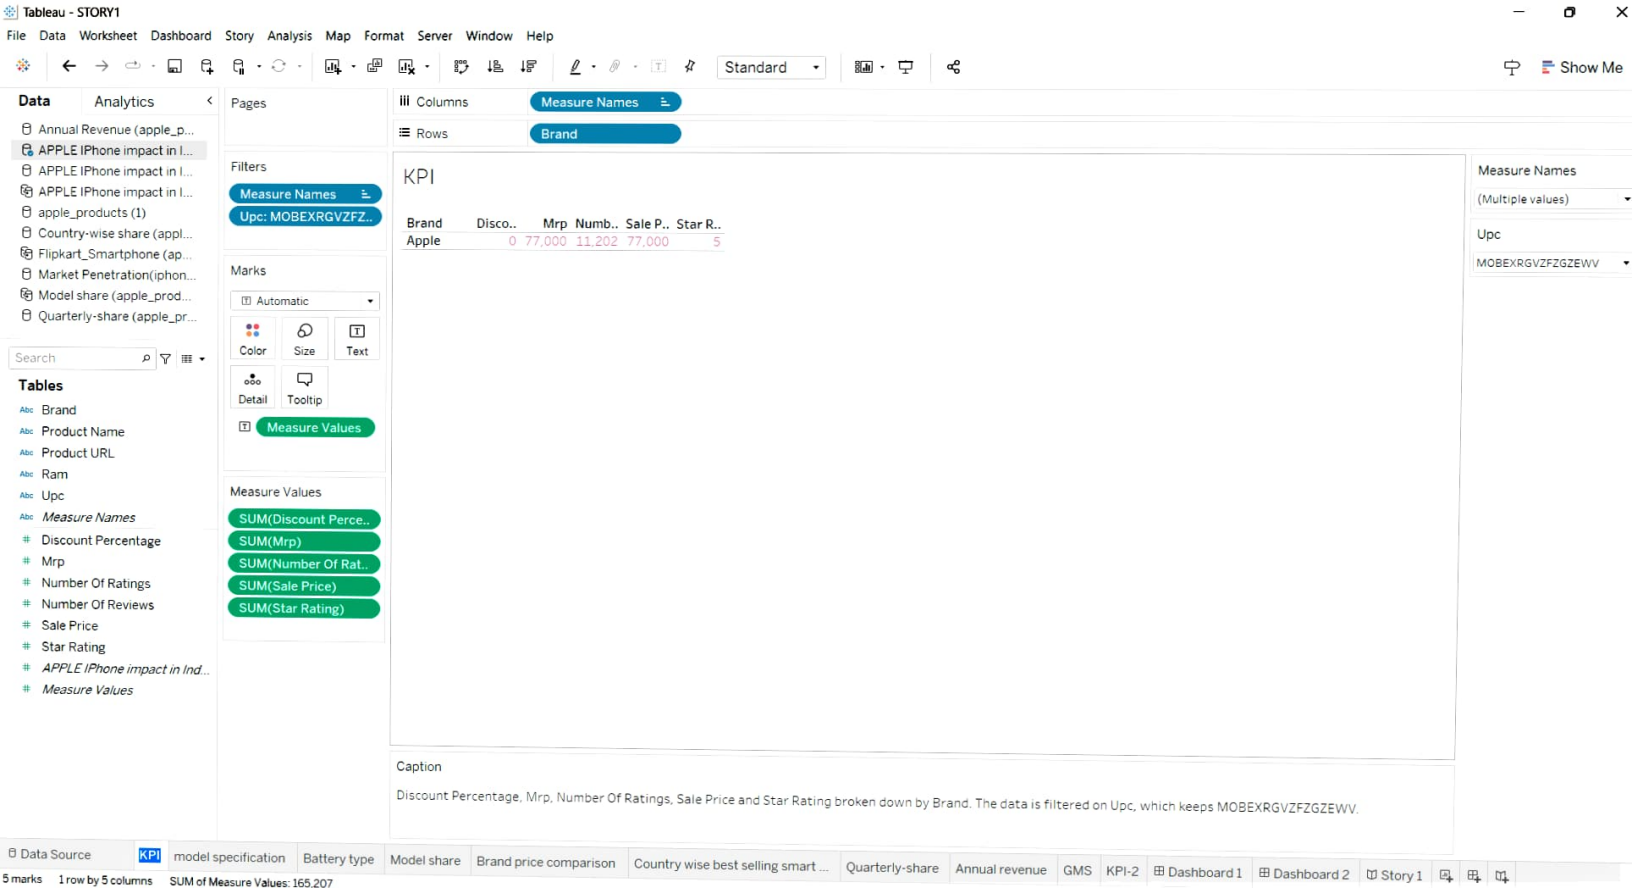 Tableau - STORY1
File Data Worksheet Dashboard Story Analysis Map Format Server Window Help
Standard
Show Me
Data Analytics
Annual Revenue (apple_p...
APPLE IPhone impact in I...
APPLE IPhone impact in I...
APPLE IPhone impact in I...
apple_products (1)
Country-wise share (appl...
Flipkart_Smartphone (ap...
Market Penetration(iphon...
Model share (apple_prod...
Quarterly-share (apple_pr...
Search
Tables
Abc Brand
Abc Product Name
Abc Product URL
Abc Ram
Abc Upc
Abc Measure Names
# Discount Percentage
# Mrp
# Number Of Ratings
# Number Of Reviews
# Sale Price
# Star Rating
# APPLE IPhone impact in Ind...
# Measure Values
Pages
Filters
Measure Names
Upc: MOBEXRGVZFZ..
Marks
Automatic
Color Size Text
Detail Tooltip
Measure Values
Measure Values
SUM(Discount Perce..
SUM(Mrp)
SUM(Number Of Rat..
SUM(Sale Price)
SUM(Star Rating)
Columns Measure Names
Rows Brand
KPI
Brand Disco.. Mrp Numb.. Sale P.. Star R..
Apple 0 77,000 11,202 77,000 5
Measure Names
(Multiple values)
Upc
MOBEXRGVZFZGZEWV
Caption
Discount Percentage, Mrp, Number Of Ratings, Sale Price and Star Rating broken down by Brand. The data is filtered on Upc, which keeps MOBEXRGVZFZGZEWV.
Data Source KPI model specification Battery type Model share Brand price comparison Country wise best selling smart ... Quarterly-share Annual revenue GMS KPI-2 Dashboard 1 Dashboard 2 Story 1
5 marks 1 row by 5 columns SUM of Measure Values: 165,207